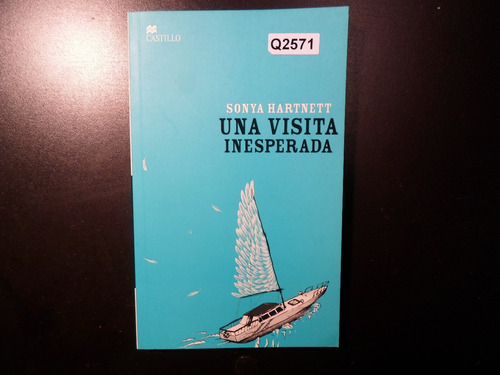 CASTILLO
Q2571
SONYA HARTNETT
UNA VISITA
INESPERADA